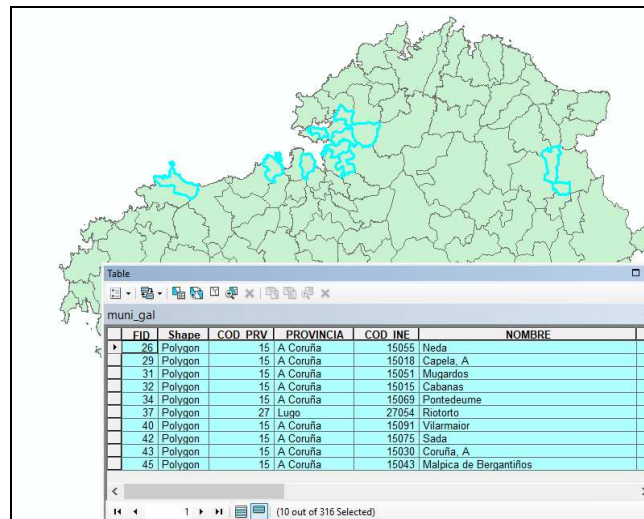 Table
muni_gal
FID Shape COD_PRV PROVINCIA COD_INE NOMBRE
26 Polygon 15 A Coruña 15055 Neda
29 Polygon 15 A Coruña 15018 Capela, A
31 Polygon 15 A Coruña 15051 Mugardos
32 Polygon 15 A Coruña 15015 Cabanas
34 Polygon 15 A Coruña 15069 Pontedeume
37 Polygon 27 Lugo 27054 Riotorto
40 Polygon 15 A Coruña 15091 Vilarmaior
42 Polygon 15 A Coruña 15075 Sada
43 Polygon 15 A Coruña 15030 Coruña, A
45 Polygon 15 A Coruña 15043 Malpica de Bergantiños
1 (10 out of 316 Selected)